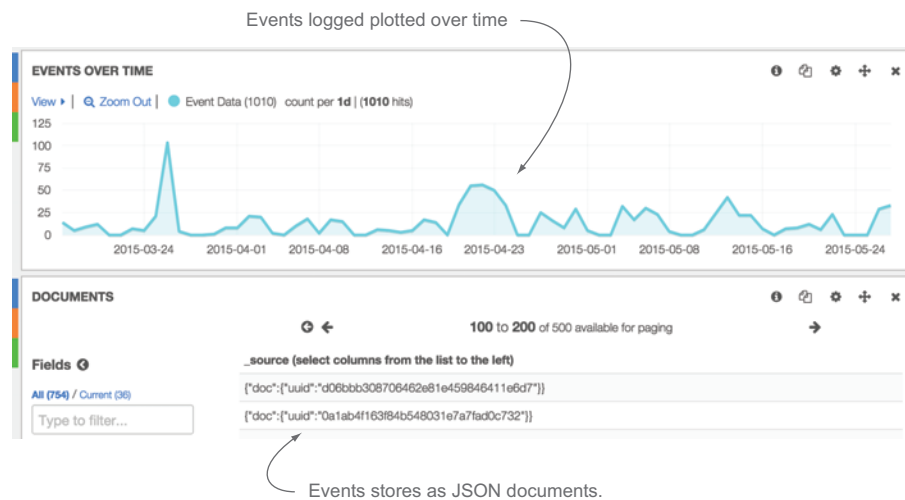 Events logged plotted over time
EVENTS OVER TIME
View | Zoom Out | Event Data (1010) count per 1d | (1010 hits)
125
100
75
50
25
0
2015-03-24 2015-04-01 2015-04-08 2015-04-16 2015-04-23 2015-05-01 2015-05-08 2015-05-16 2015-05-24
DOCUMENTS
100 to 200 of 500 available for paging
Fields
_source (select columns from the list to the left)
All (754) / Current (36)
{"doc":{"uuid":"d06bbb308706462e81e459846411e6d7"}}
Type to filter...
{"doc":{"uuid":"0a1ab4f163f84b548031e7a7fad0c732"}}
Events stores as JSON documents.